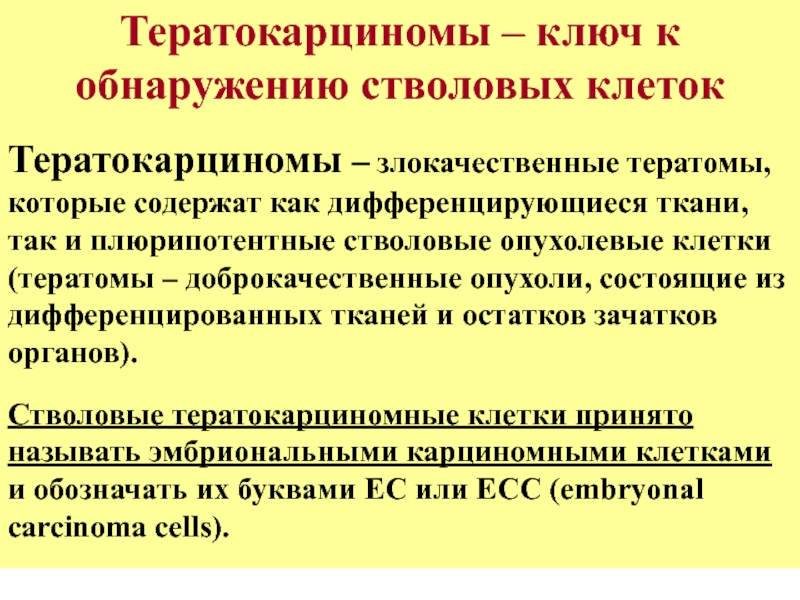 Тератокарциномы – ключ к
обнаружению стволовых клеток
Тератокарциномы – злокачественные тератомы,
которые содержат как дифференцирующиеся ткани,
так и плюрипотентные стволовые опухолевые клетки
(тератомы – доброкачественные опухоли, состоящие из
дифференцированных тканей и остатков зачатков
органов).
Стволовые тератокарциномные клетки принято
называть эмбриональными карциномными клетками
и обозначать их буквами ЕС или ЕСС (embryonal
carcinoma cells).